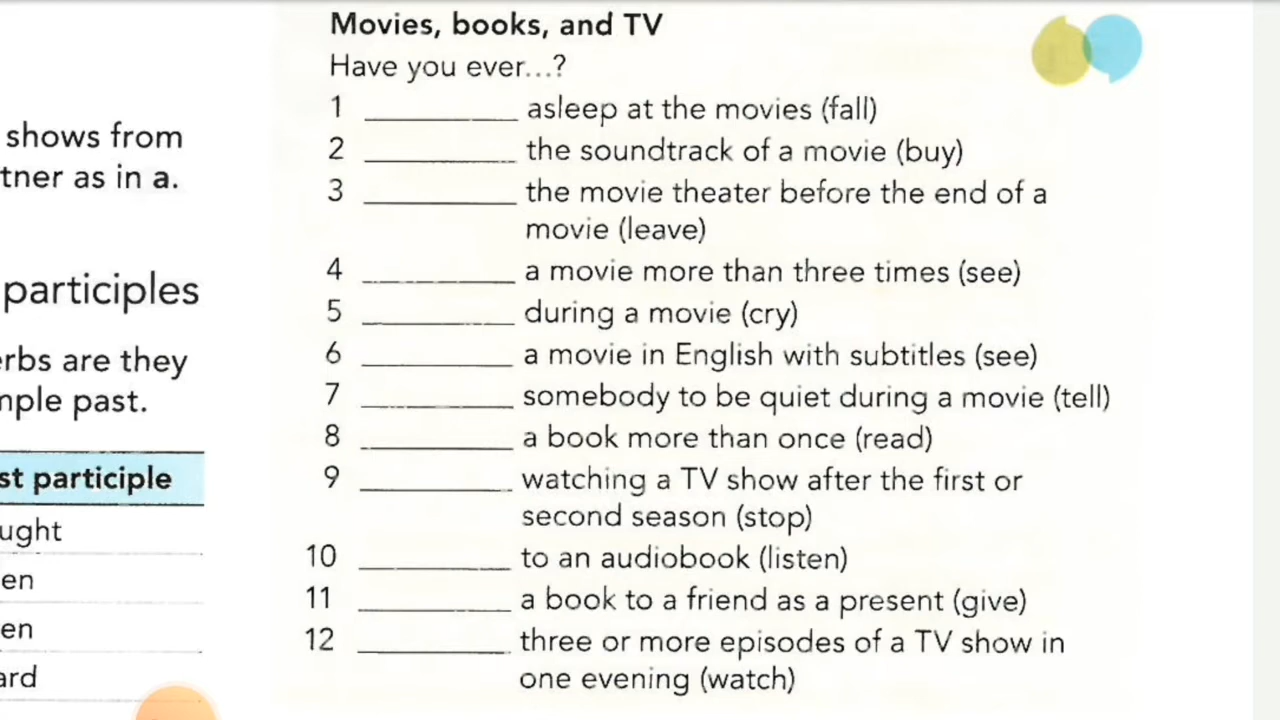 Movies, books, and TV
Have you ever...?
1 __________ asleep at the movies (fall)
2 __________ the soundtrack of a movie (buy)
3 __________ the movie theater before the end of a
movie (leave)
4 __________ a movie more than three times (see)
5 __________ during a movie (cry)
6 __________ a movie in English with subtitles (see)
7 __________ somebody to be quiet during a movie (tell)
8 __________ a book more than once (read)
9 __________ watching a TV show after the first or
second season (stop)
10 __________ to an audiobook (listen)
11 __________ a book to a friend as a present (give)
12 __________ three or more episodes of a TV show in
one evening (watch)
shows from
tner as in a.
participles
erbs are they
mple past.
st participle
ught
en
en
ard